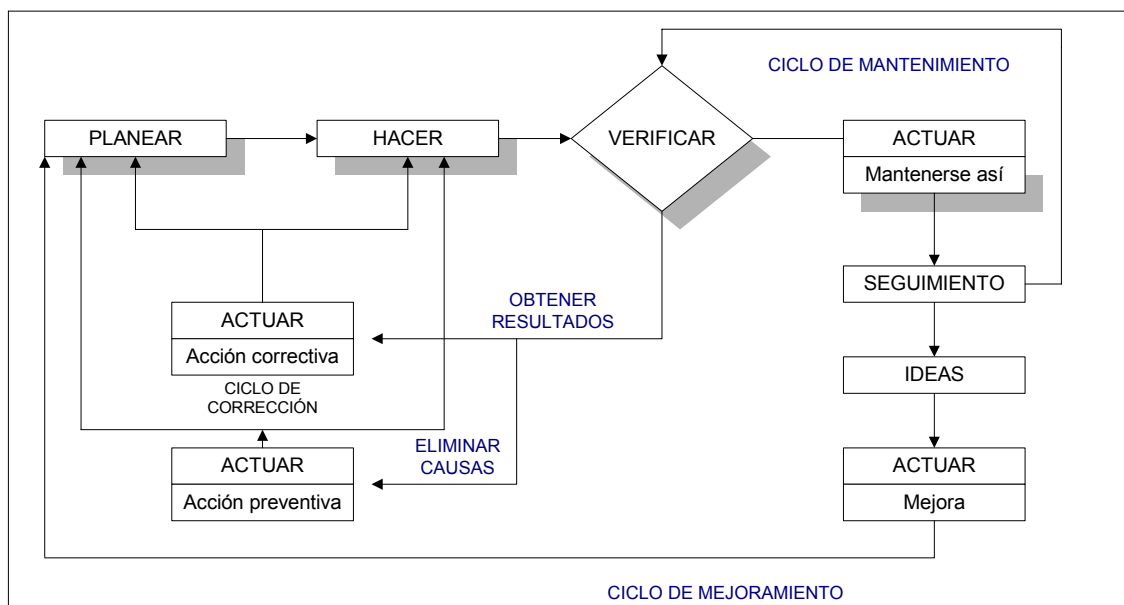 CICLO DE MANTENIMIENTO
PLANEAR
HACER
VERIFICAR
ACTUAR
Mantenerse así
SEGUIMIENTO
OBTENER
RESULTADOS
ACTUAR
Acción correctiva
CICLO DE
CORRECCIÓN
IDEAS
ELIMINAR
CAUSAS
ACTUAR
Acción preventiva
ACTUAR
Mejora
CICLO DE MEJORAMIENTO